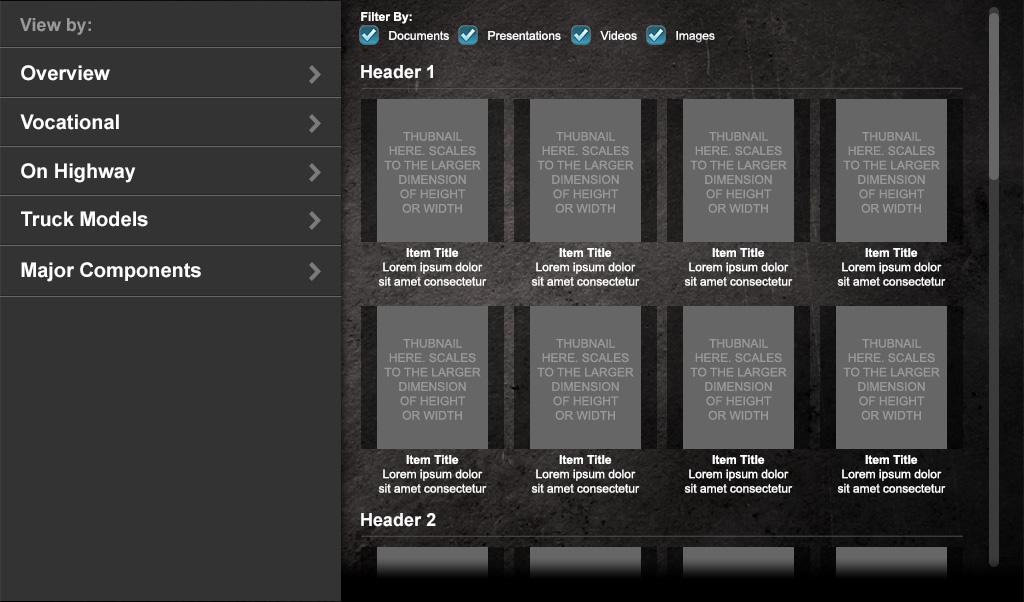 View by:
Overview
Vocational
On Highway
Truck Models
Major Components
Filter By:
Documents Presentations Videos Images
Header 1
THUBNAIL
HERE. SCALES
TO THE LARGER
DIMENSION
OF HEIGHT
OR WIDTH
THUBNAIL
HERE. SCALES
TO THE LARGER
DIMENSION
OF HEIGHT
OR WIDTH
THUBNAIL
HERE. SCALES
TO THE LARGER
DIMENSION
OF HEIGHT
OR WIDTH
THUBNAIL
HERE. SCALES
TO THE LARGER
DIMENSION
OF HEIGHT
OR WIDTH
Item Title
Lorem ipsum dolor
sit amet consectetur
Item Title
Lorem ipsum dolor
sit amet consectetur
Item Title
Lorem ipsum dolor
sit amet consectetur
Item Title
Lorem ipsum dolor
sit amet consectetur
THUBNAIL
HERE. SCALES
TO THE LARGER
DIMENSION
OF HEIGHT
OR WIDTH
THUBNAIL
HERE. SCALES
TO THE LARGER
DIMENSION
OF HEIGHT
OR WIDTH
THUBNAIL
HERE. SCALES
TO THE LARGER
DIMENSION
OF HEIGHT
OR WIDTH
THUBNAIL
HERE. SCALES
TO THE LARGER
DIMENSION
OF HEIGHT
OR WIDTH
Item Title
Lorem ipsum dolor
sit amet consectetur
Item Title
Lorem ipsum dolor
sit amet consectetur
Item Title
Lorem ipsum dolor
sit amet consectetur
Item Title
Lorem ipsum dolor
sit amet consectetur
Header 2